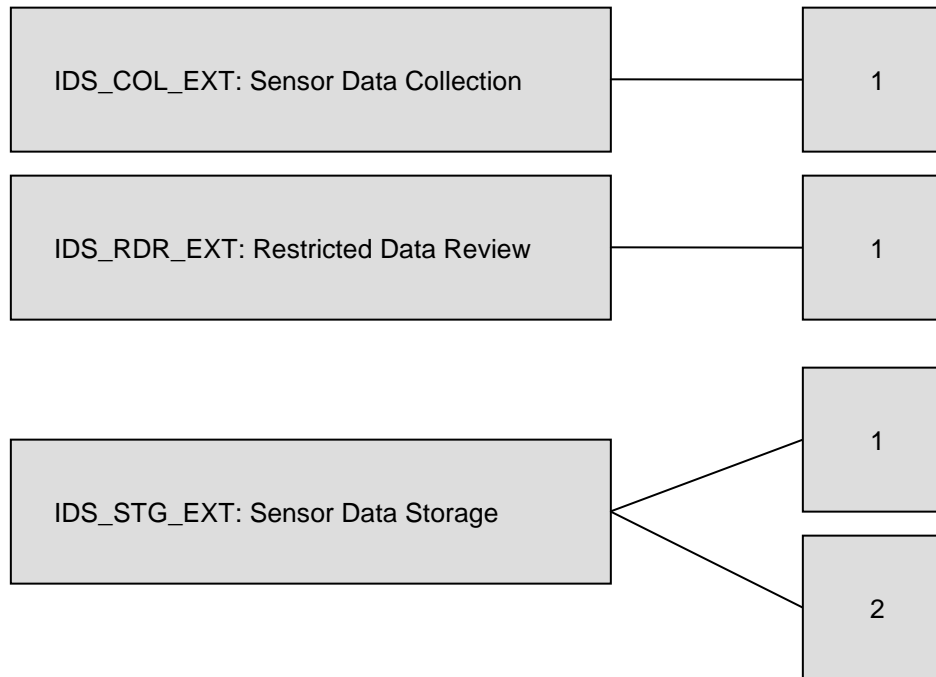 IDS_COL_EXT: Sensor Data Collection
1
IDS_RDR_EXT: Restricted Data Review
1
IDS_STG_EXT: Sensor Data Storage
1
2